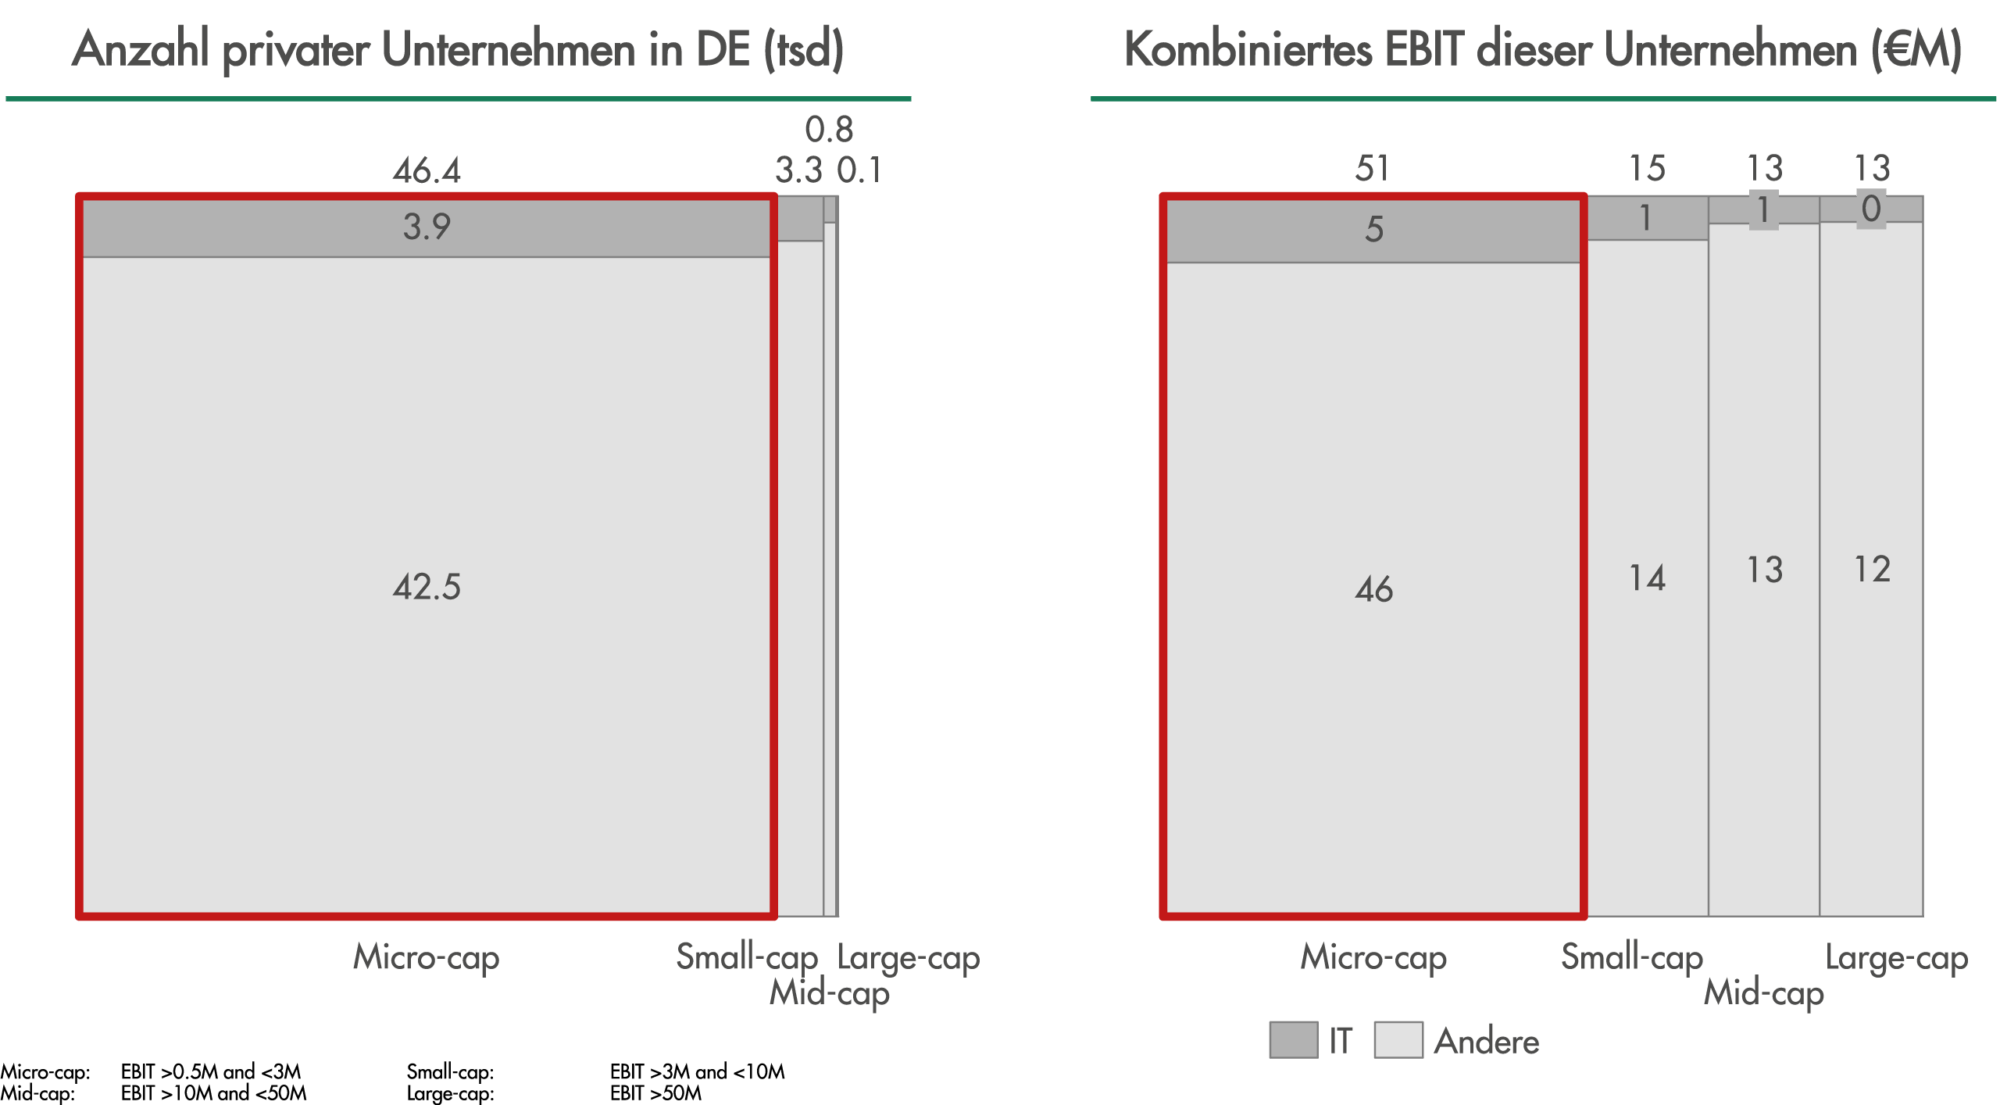 Anzahl privater Unternehmen in DE (tsd)
0.8
46.4 3.3 0.1
3.9
42.5
Micro-cap Small-cap Large-cap
Mid-cap
Kombiniertes EBIT dieser Unternehmen (€M)
51 15 13 13
5 1 1 0
46 14 13 12
Micro-cap Small-cap Large-cap
Mid-cap
IT Andere
Micro-cap: EBIT >0.5M and <3M Small-cap: EBIT >3M and <10M
Mid-cap: EBIT >10M and <50M Large-cap: EBIT >50M